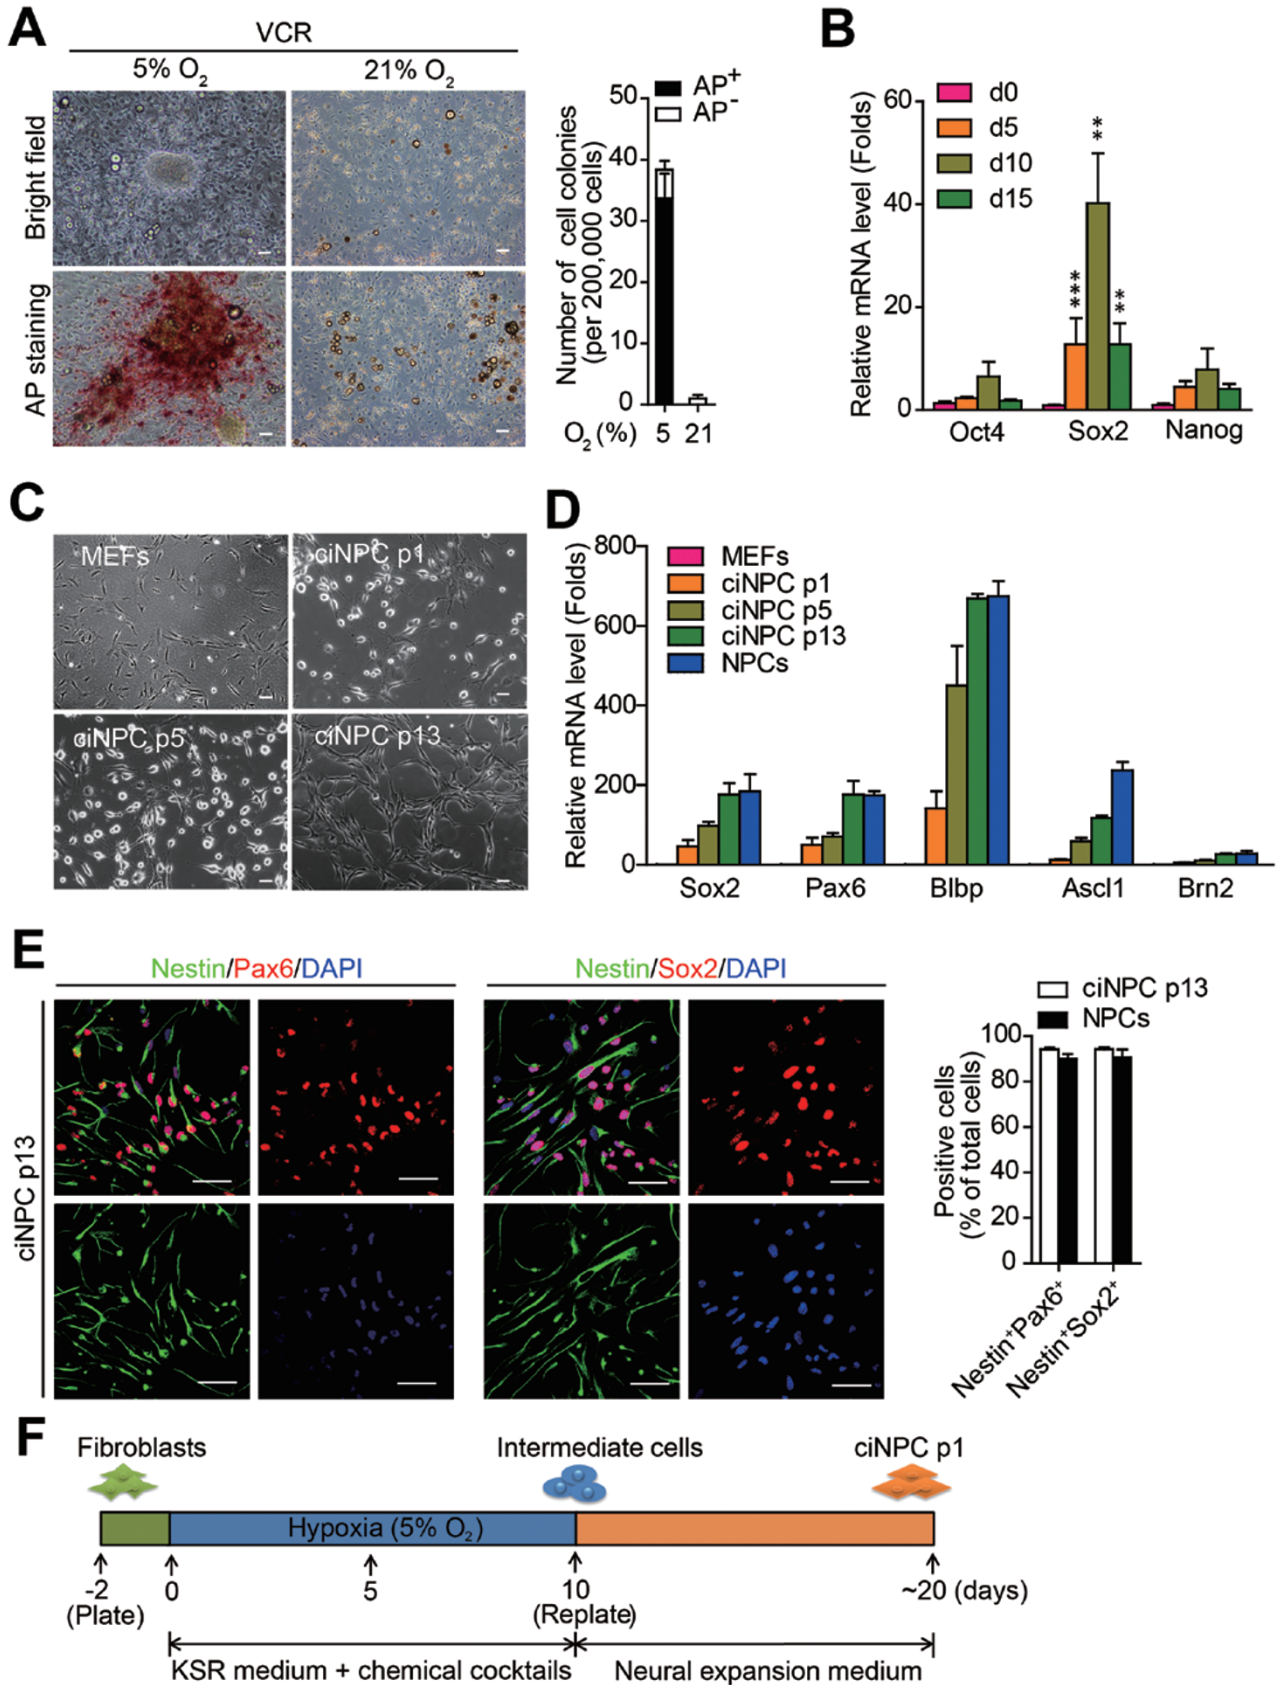 A
VCR
5% O2
21% O2
Bright field
AP staining
AP+
AP-
Number of cell colonies
(per 200,000 cells)
50
40
30
20
10
0
O2 (%) 5 21
B
Relative mRNA level (Folds)
d0
d5
d10
d15
60
40
20
0
***
**
**
Oct4 Sox2 Nanog
C
MEFs
ciNPC p1
ciNPC p5
ciNPC p13
D
Relative mRNA level (Folds)
MEFs
ciNPC p1
ciNPC p5
ciNPC p13
NPCs
800
600
400
200
0
Sox2 Pax6 Blbp Ascl1 Brn2
E
Nestin/Pax6/DAPI
Nestin/Sox2/DAPI
ciNPC p13
ciNPC p13
NPCs
Positive cells
(% of total cells)
100
80
60
40
20
0
Nestin+Pax6+
Nestin+Sox2+
F
Fibroblasts
Intermediate cells
ciNPC p1
Hypoxia (5% O2)
-2 0 5 10 ~20 (days)
(Plate) (Replate)
KSR medium + chemical cocktails
Neural expansion medium